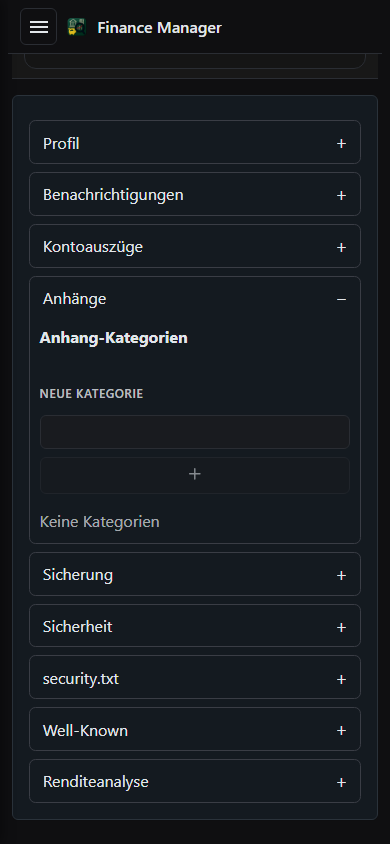 Finance Manager
Profil +
Benachrichtigungen +
Kontoauszüge +
Anhänge –
Anhang-Kategorien
NEUE KATEGORIE
+
Keine Kategorien
Sicherung +
Sicherheit +
security.txt +
Well-Known +
Renditeanalyse +